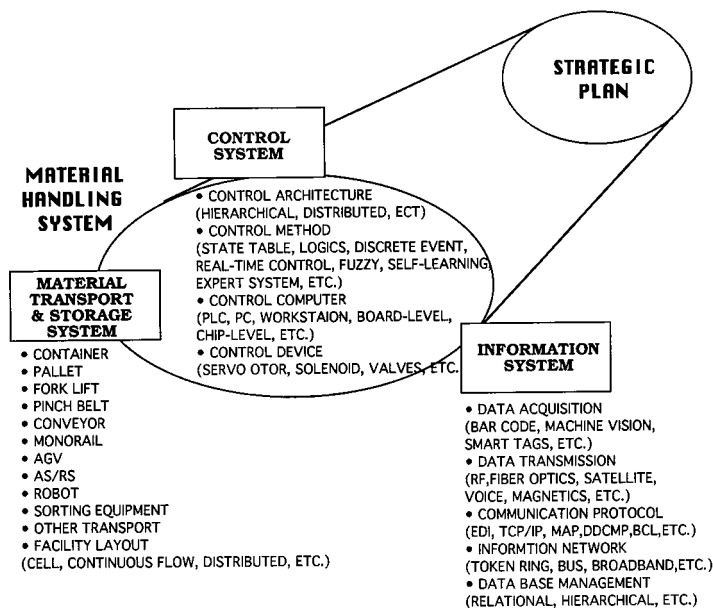 STRATEGIC
PLAN
CONTROL
SYSTEM
MATERIAL
HANDLING
SYSTEM
• CONTROL ARCHITECTURE
(HIERARCHICAL, DISTRIBUTED, ECT)
• CONTROL METHOD
(STATE TABLE, LOGICS, DISCRETE EVENT,
REAL-TIME CONTROL, FUZZY, SELF-LEARNING,
EXPERT SYSTEM, ETC.)
• CONTROL COMPUTER
(PLC, PC, WORKSTAION, BOARD-LEVEL,
CHIP-LEVEL, ETC.)
• CONTROL DEVICE
(SERVO OTOR, SOLENOID, VALVES, ETC.
MATERIAL
TRANSPORT
& STORAGE
SYSTEM
• CONTAINER
• PALLET
• FORK LIFT
• PINCH BELT
• CONVEYOR
• MONORAIL
• AGV
• AS/RS
• ROBOT
• SORTING EQUIPMENT
• OTHER TRANSPORT
• FACILITY LAYOUT
(CELL, CONTINUOUS FLOW, DISTRIBUTED, ETC.)
INFORMATION
SYSTEM
• DATA ACQUISITION
(BAR CODE, MACHINE VISION,
SMART TAGS, ETC.)
• DATA TRANSMISSION
(RF,FIBER OPTICS, SATELLITE,
VOICE, MAGNETICS, ETC.)
• COMMUNICATION PROTOCOL
(EDI, TCP/IP, MAP,DDCMP,BCL,ETC.)
• INFORMTION NETWORK
(TOKEN RING, BUS, BROADBAND,ETC.)
• DATA BASE MANAGEMENT
(RELATIONAL, HIERARCHICAL, ETC.)